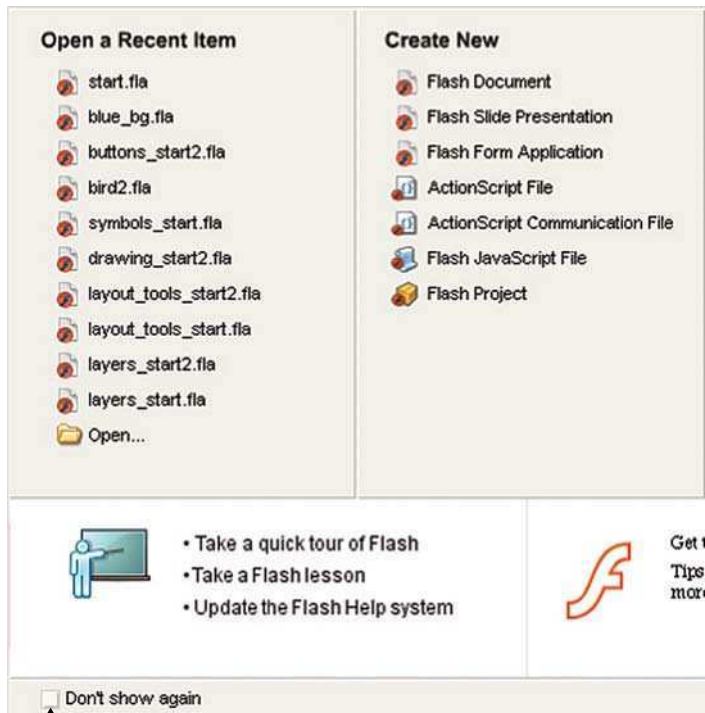 Open a Recent Item
start.fla
blue_bg.fla
buttons_start2.fla
bird2.fla
symbols_start.fla
drawing_start2.fla
layout_tools_start2.fla
layout_tools_start.fla
layers_start2.fla
layers_start.fla
Open...
Create New
Flash Document
Flash Slide Presentation
Flash Form Application
ActionScript File
ActionScript Communication File
Flash JavaScript File
Flash Project
• Take a quick tour of Flash
• Take a Flash lesson
• Update the Flash Help system
Get
Tips
more
Don't show again